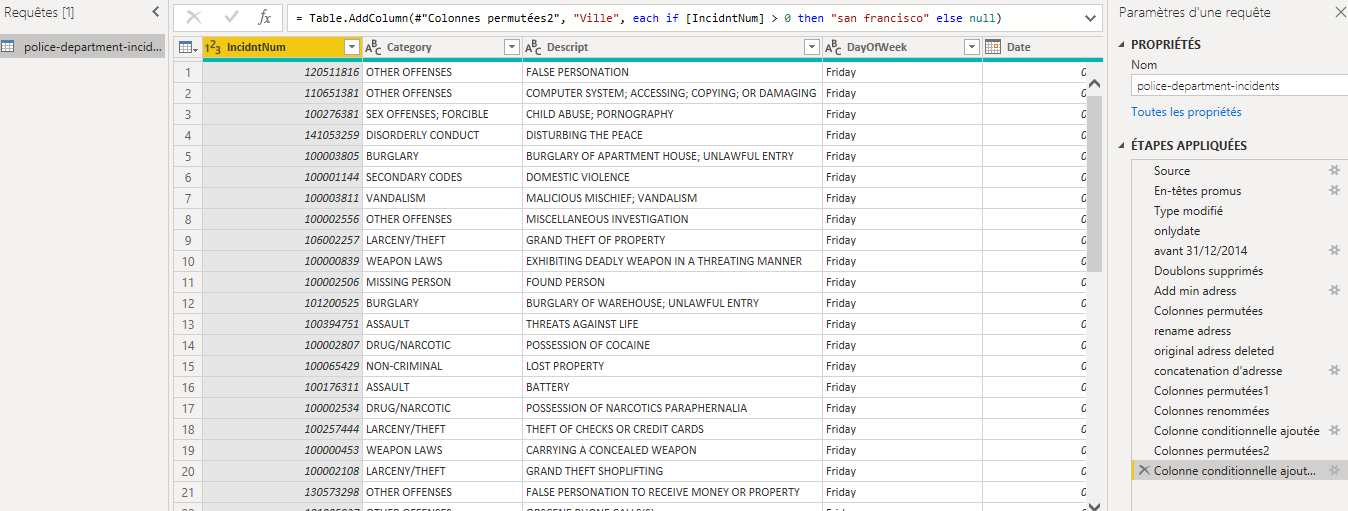 Requêtes [1]
police-department-incid...
= Table.AddColumn(#"Colonnes permutées2", "Ville", each if [IncidntNum] > 0 then "san francisco" else null)
IncidntNum Category Descript DayOfWeek Date
1 120511816 OTHER OFFENSES FALSE PERSONATION Friday 0
2 110651381 OTHER OFFENSES COMPUTER SYSTEM; ACCESSING; COPYING; OR DAMAGING Friday 0
3 100276381 SEX OFFENSES; FORCIBLE CHILD ABUSE; PORNOGRAPHY Friday 0
4 141053259 DISORDERLY CONDUCT DISTURBING THE PEACE Friday 0
5 100003805 BURGLARY BURGLARY OF APARTMENT HOUSE; UNLAWFUL ENTRY Friday 0
6 100001144 SECONDARY CODES DOMESTIC VIOLENCE Friday 0
7 100003811 VANDALISM MALICIOUS MISCHIEF; VANDALISM Friday 0
8 100002556 OTHER OFFENSES MISCELLANEOUS INVESTIGATION Friday 0
9 106002257 LARCENY/THEFT GRAND THEFT OF PROPERTY Friday 0
10 100000839 WEAPON LAWS EXHIBITING DEADLY WEAPON IN A THREATING MANNER Friday 0
11 100002506 MISSING PERSON FOUND PERSON Friday 0
12 101200525 BURGLARY BURGLARY OF WAREHOUSE; UNLAWFUL ENTRY Friday 0
13 100394751 ASSAULT THREATS AGAINST LIFE Friday 0
14 100002807 DRUG/NARCOTIC POSSESSION OF COCAINE Friday 0
15 100065429 NON-CRIMINAL LOST PROPERTY Friday 0
16 100176311 ASSAULT BATTERY Friday 0
17 100002534 DRUG/NARCOTIC POSSESSION OF NARCOTICS PARAPHERNALIA Friday 0
18 100257444 LARCENY/THEFT THEFT OF CHECKS OR CREDIT CARDS Friday 0
19 100000453 WEAPON LAWS CARRYING A CONCEALED WEAPON Friday 0
20 100002108 LARCENY/THEFT GRAND THEFT SHOPLIFTING Friday 0
21 130573298 OTHER OFFENSES FALSE PERSONATION TO RECEIVE MONEY OR PROPERTY Friday 0
Paramètres d'une requête
PROPRIÉTÉS
Nom
police-department-incidents
Toutes les propriétés
ÉTAPES APPLIQUÉES
Source
En-têtes promus
Type modifié
onlydate
avant 31/12/2014
Doublons supprimés
Add min adress
Colonnes permutées
rename adress
original adress deleted
concatenation d'adresse
Colonnes permutées1
Colonnes renommées
Colonne conditionnelle ajoutée
Colonnes permutées2
Colonne conditionnelle ajout...